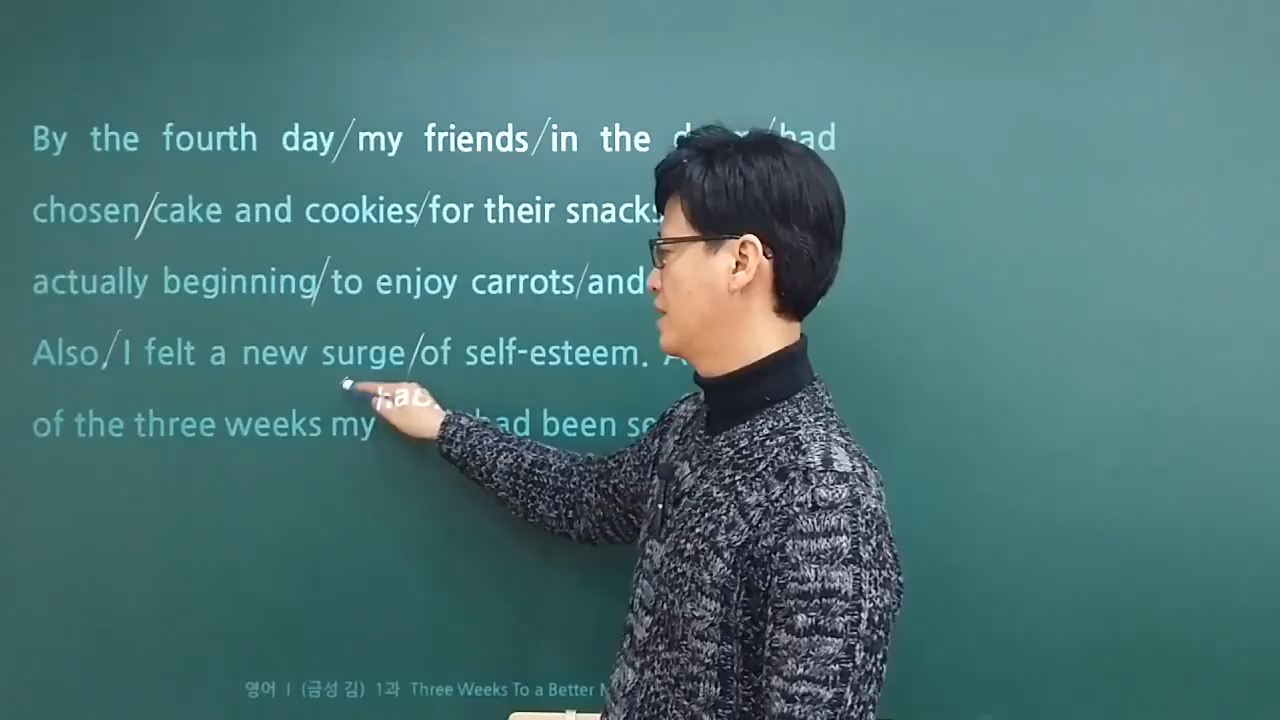 By the fourth day/my friends/in the /had
chosen/cake and cookies/for their snacks
actually beginning/to enjoy carrots/and
Also,/I felt a new surge/of self-esteem.
of the three weeks my had been
영어 I (금성 김) 1과 Three Weeks To a Better